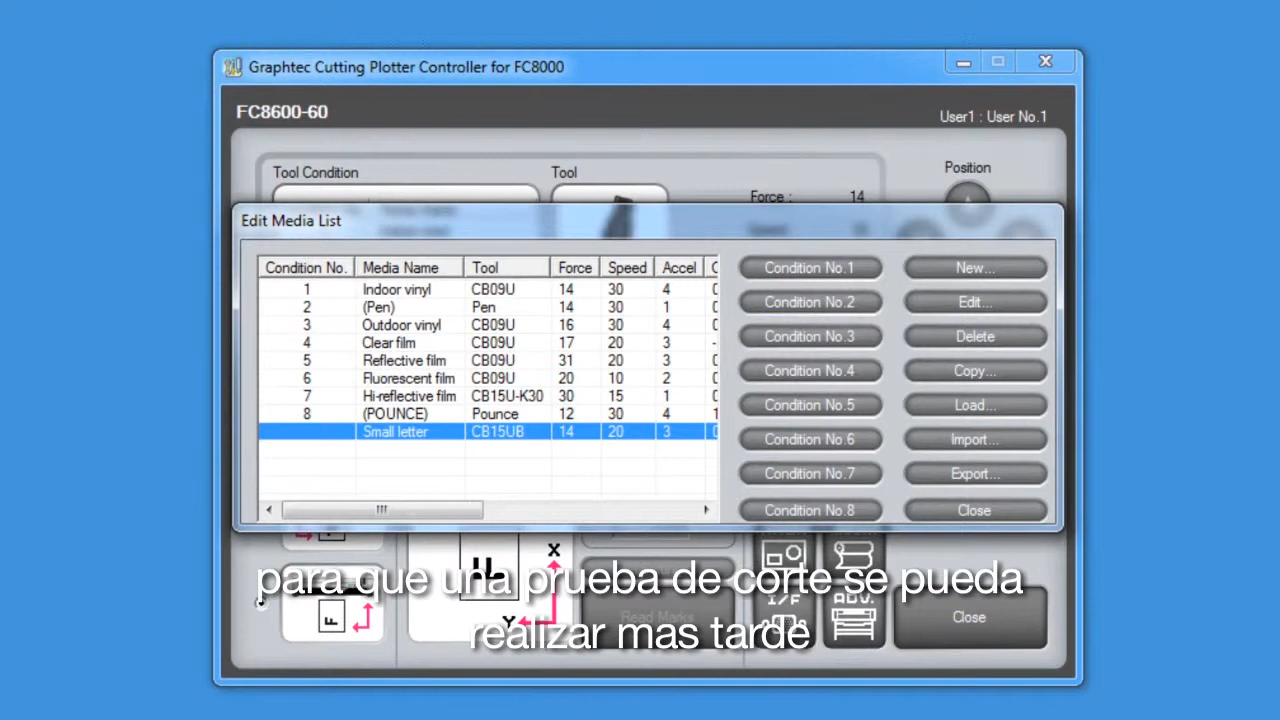 Graphtec Cutting Plotter Controller for FC8000
FC8600-60
User1 : User No.1
Tool Condition Tool Force : 14 Position
Edit Media List
Condition No. Media Name Tool Force Speed Accel
1 Indoor vinyl CB09U 14 30 4
2 (Pen) Pen 14 30 1
3 Outdoor vinyl CB09U 16 30 4
4 Clear film CB09U 17 20 3
5 Reflective film CB09U 31 20 3
6 Fluorescent film CB09U 20 10 2
7 Hi-reflective film CB15U-K30 30 15 1
8 (POUNCE) Pounce 12 30 4
Small letter CB15UB 14 20 3
Condition No.1 New...
Condition No.2 Edit...
Condition No.3 Delete
Condition No.4 Copy...
Condition No.5 Load...
Condition No.6 Import...
Condition No.7 Export...
Condition No.8 Close
X
Y
I/F
ADV.
Read Marks
Close
para que una prueba de corte se pueda
realizar mas tarde